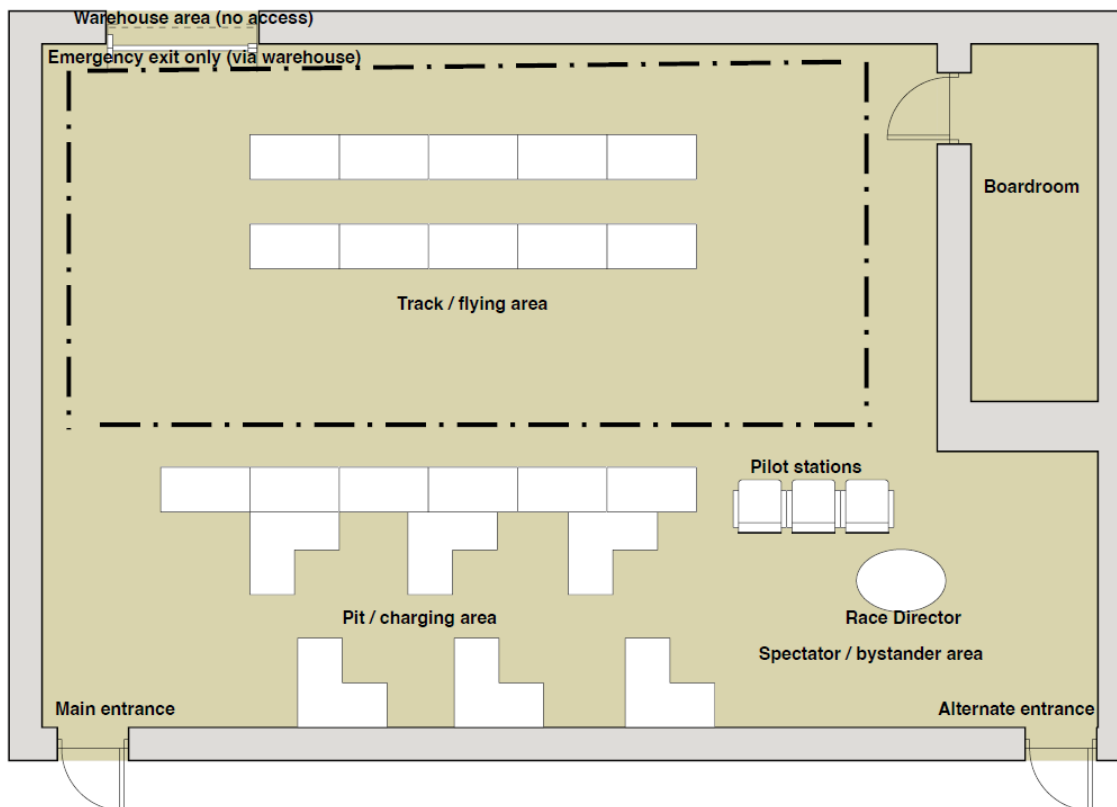 Warehouse area (no access)
Emergency exit only (via warehouse)
Boardroom
Track / flying area
Pilot stations
Pit / charging area
Race Director
Spectator / bystander area
Main entrance
Alternate entrance